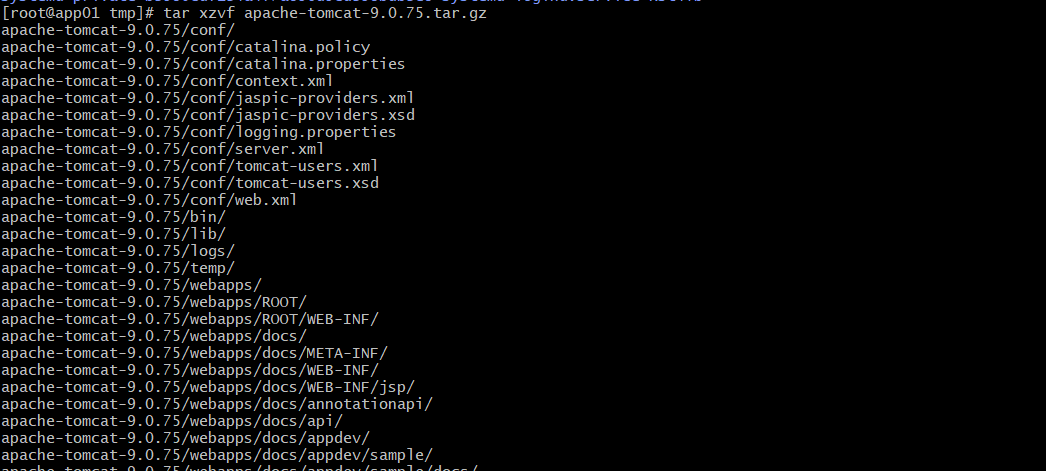 [root@app01 tmp]# tar xzvf apache-tomcat-9.0.75.tar.gz
apache-tomcat-9.0.75/conf/
apache-tomcat-9.0.75/conf/catalina.policy
apache-tomcat-9.0.75/conf/catalina.properties
apache-tomcat-9.0.75/conf/context.xml
apache-tomcat-9.0.75/conf/jaspic-providers.xml
apache-tomcat-9.0.75/conf/jaspic-providers.xsd
apache-tomcat-9.0.75/conf/logging.properties
apache-tomcat-9.0.75/conf/server.xml
apache-tomcat-9.0.75/conf/tomcat-users.xml
apache-tomcat-9.0.75/conf/tomcat-users.xsd
apache-tomcat-9.0.75/conf/web.xml
apache-tomcat-9.0.75/bin/
apache-tomcat-9.0.75/lib/
apache-tomcat-9.0.75/logs/
apache-tomcat-9.0.75/temp/
apache-tomcat-9.0.75/webapps/
apache-tomcat-9.0.75/webapps/ROOT/
apache-tomcat-9.0.75/webapps/ROOT/WEB-INF/
apache-tomcat-9.0.75/webapps/docs/
apache-tomcat-9.0.75/webapps/docs/META-INF/
apache-tomcat-9.0.75/webapps/docs/WEB-INF/
apache-tomcat-9.0.75/webapps/docs/WEB-INF/jsp/
apache-tomcat-9.0.75/webapps/docs/annotationapi/
apache-tomcat-9.0.75/webapps/docs/api/
apache-tomcat-9.0.75/webapps/docs/appdev/
apache-tomcat-9.0.75/webapps/docs/appdev/sample/
apache-tomcat-9.0.75/webapps/docs/appdev/sample/docs/